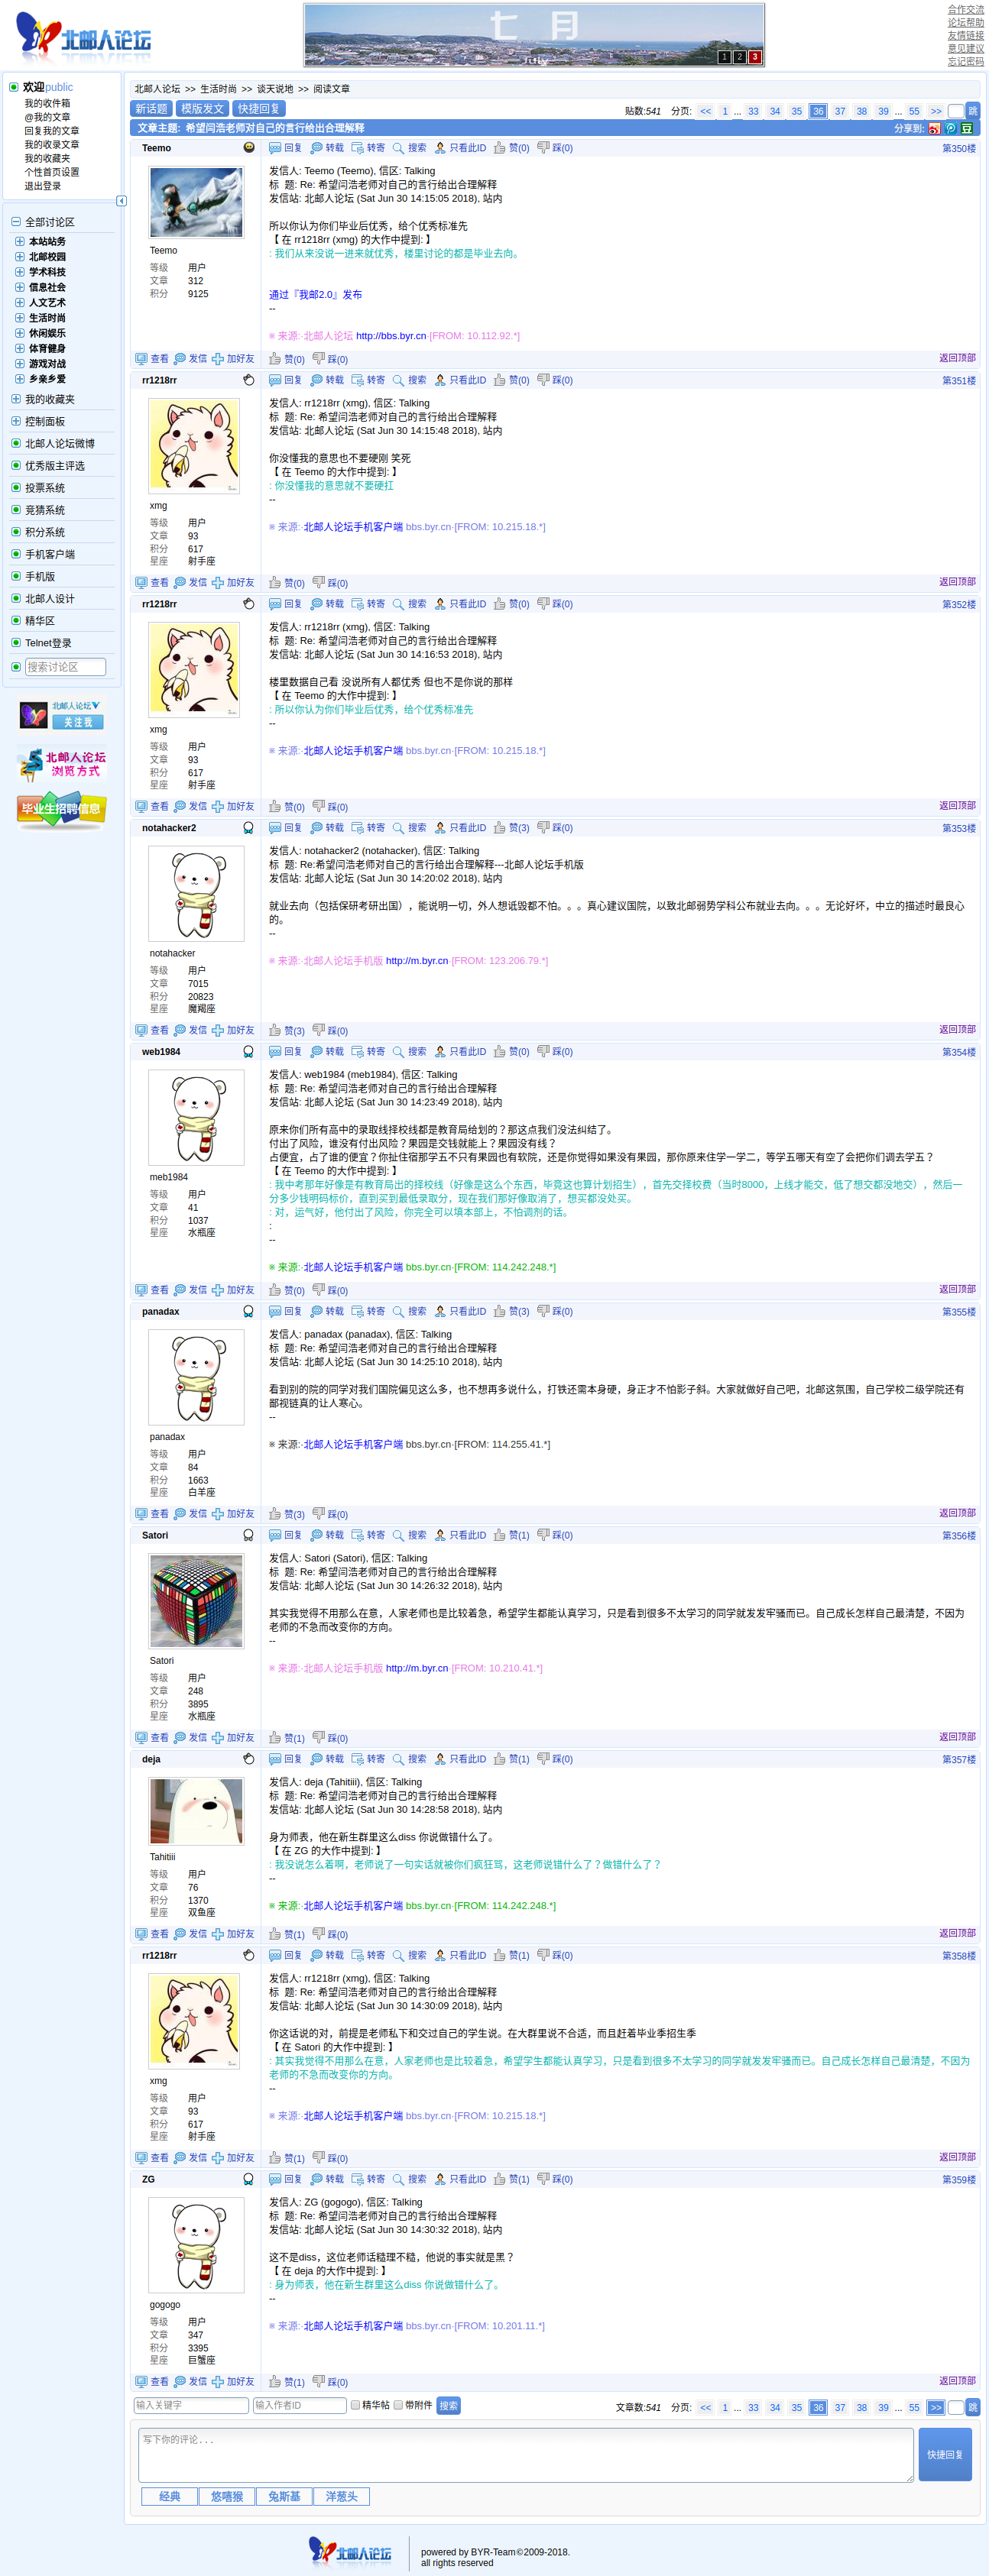 北邮人论坛
七 月
July
1 2 3
合作交流
论坛帮助
友情链接
意见建议
忘记密码
欢迎public
我的收件箱
@我的文章
回复我的文章
我的收录文章
我的收藏夹
个性首页设置
退出登录
全部讨论区
本站站务
北邮校园
学术科技
信息社会
人文艺术
生活时尚
休闲娱乐
体育健身
游戏对战
乡亲乡爱
我的收藏夹
控制面板
北邮人论坛微博
优秀版主评选
投票系统
竞猜系统
积分系统
手机客户端
手机版
北邮人设计
精华区
Telnet登录
搜索讨论区
北邮人论坛
关注我
北邮人论坛
浏览方式
毕业生招聘信息
北邮人论坛 >> 生活时尚 >> 谈天说地 >> 阅读文章
新话题 模版发文 快捷回复
贴数:541 分页: << 1 ... 33 34 35 36 37 38 39 ... 55 >> 跳
文章主题: 希望闫浩老师对自己的言行给出合理解释
分享到:
Teemo
回复 转载 转寄 搜索 只看此ID 赞(0) 踩(0) 第350楼
Teemo
等级 用户
文章 312
积分 9125
发信人: Teemo (Teemo), 信区: Talking
标 题: Re: 希望闫浩老师对自己的言行给出合理解释
发信站: 北邮人论坛 (Sat Jun 30 14:15:05 2018), 站内
所以你认为你们毕业后优秀，给个优秀标准先
【 在 rr1218rr (xmg) 的大作中提到: 】
: 我们从来没说一进来就优秀，楼里讨论的都是毕业去向。
通过『我邮2.0』发布
--
※ 来源:·北邮人论坛 http://bbs.byr.cn·[FROM: 10.112.92.*]
查看 发信 加好友 赞(0) 踩(0) 返回顶部
rr1218rr
回复 转载 转寄 搜索 只看此ID 赞(0) 踩(0) 第351楼
xmg
等级 用户
文章 93
积分 617
星座 射手座
发信人: rr1218rr (xmg), 信区: Talking
标 题: Re: 希望闫浩老师对自己的言行给出合理解释
发信站: 北邮人论坛 (Sat Jun 30 14:15:48 2018), 站内
你没懂我的意思也不要硬刚 笑死
【 在 Teemo 的大作中提到: 】
: 你没懂我的意思就不要硬扛
--
※ 来源:·北邮人论坛手机客户端 bbs.byr.cn·[FROM: 10.215.18.*]
查看 发信 加好友 赞(0) 踩(0) 返回顶部
rr1218rr
回复 转载 转寄 搜索 只看此ID 赞(0) 踩(0) 第352楼
xmg
等级 用户
文章 93
积分 617
星座 射手座
发信人: rr1218rr (xmg), 信区: Talking
标 题: Re: 希望闫浩老师对自己的言行给出合理解释
发信站: 北邮人论坛 (Sat Jun 30 14:16:53 2018), 站内
楼里数据自己看 没说所有人都优秀 但也不是你说的那样
【 在 Teemo 的大作中提到: 】
: 所以你认为你们毕业后优秀，给个优秀标准先
--
※ 来源:·北邮人论坛手机客户端 bbs.byr.cn·[FROM: 10.215.18.*]
查看 发信 加好友 赞(0) 踩(0) 返回顶部
notahacker2
回复 转载 转寄 搜索 只看此ID 赞(3) 踩(0) 第353楼
notahacker
等级 用户
文章 7015
积分 20823
星座 魔羯座
发信人: notahacker2 (notahacker), 信区: Talking
标 题: Re:希望闫浩老师对自己的言行给出合理解释---北邮人论坛手机版
发信站: 北邮人论坛 (Sat Jun 30 14:20:02 2018), 站内
就业去向（包括保研考研出国），能说明一切，外人想诋毁都不怕。。。真心建议国院，以致北邮弱势学科公布就业去向。。。无论好坏，中立的描述时最良心
的。
--
※ 来源:·北邮人论坛手机版 http://m.byr.cn·[FROM: 123.206.79.*]
查看 发信 加好友 赞(3) 踩(0) 返回顶部
web1984
回复 转载 转寄 搜索 只看此ID 赞(0) 踩(0) 第354楼
meb1984
等级 用户
文章 41
积分 1037
星座 水瓶座
发信人: web1984 (meb1984), 信区: Talking
标 题: Re: 希望闫浩老师对自己的言行给出合理解释
发信站: 北邮人论坛 (Sat Jun 30 14:23:49 2018), 站内
原来你们所有高中的录取线择校线都是教育局给划的？那这点我们没法纠结了。
付出了风险，谁没有付出风险？果园是交钱就能上？果园没有线？
占便宜，占了谁的便宜？你扯住宿那学五不只有果园也有软院，还是你觉得如果没有果园，那你原来住学一学二，等学五哪天有空了会把你们调去学五？
【 在 Teemo 的大作中提到: 】
: 我中考那年好像是有教育局出的择校线（好像是这么个东西，毕竟这也算计划招生），首先交择校费（当时8000，上线才能交，低了想交都没地交），然后一
分多少钱明码标价，直到买到最低录取分，现在我们那好像取消了，想买都没处买。
: 对，运气好，他付出了风险，你完全可以填本部上，不怕调剂的话。
:
--
※ 来源:·北邮人论坛手机客户端 bbs.byr.cn·[FROM: 114.242.248.*]
查看 发信 加好友 赞(0) 踩(0) 返回顶部
panadax
回复 转载 转寄 搜索 只看此ID 赞(3) 踩(0) 第355楼
panadax
等级 用户
文章 84
积分 1663
星座 白羊座
发信人: panadax (panadax), 信区: Talking
标 题: Re: 希望闫浩老师对自己的言行给出合理解释
发信站: 北邮人论坛 (Sat Jun 30 14:25:10 2018), 站内
看到别的院的同学对我们国院偏见这么多，也不想再多说什么，打铁还需本身硬，身正才不怕影子斜。大家就做好自己吧，北邮这氛围，自己学校二级学院还有
鄙视链真的让人寒心。
--
※ 来源:·北邮人论坛手机客户端 bbs.byr.cn·[FROM: 114.255.41.*]
查看 发信 加好友 赞(3) 踩(0) 返回顶部
Satori
回复 转载 转寄 搜索 只看此ID 赞(1) 踩(0) 第356楼
Satori
等级 用户
文章 248
积分 3895
星座 水瓶座
发信人: Satori (Satori), 信区: Talking
标 题: Re: 希望闫浩老师对自己的言行给出合理解释
发信站: 北邮人论坛 (Sat Jun 30 14:26:32 2018), 站内
其实我觉得不用那么在意，人家老师也是比较着急，希望学生都能认真学习，只是看到很多不太学习的同学就发发牢骚而已。自己成长怎样自己最清楚，不因为
老师的不急而改变你的方向。
--
※ 来源:·北邮人论坛手机版 http://m.byr.cn·[FROM: 10.210.41.*]
查看 发信 加好友 赞(1) 踩(0) 返回顶部
deja
回复 转载 转寄 搜索 只看此ID 赞(1) 踩(0) 第357楼
Tahitiii
等级 用户
文章 76
积分 1370
星座 双鱼座
发信人: deja (Tahitiii), 信区: Talking
标 题: Re: 希望闫浩老师对自己的言行给出合理解释
发信站: 北邮人论坛 (Sat Jun 30 14:28:58 2018), 站内
身为师表，他在新生群里这么diss 你说做错什么了。
【 在 ZG 的大作中提到: 】
: 我没说怎么着啊，老师说了一句实话就被你们疯狂骂，这老师说错什么了？做错什么了？
--
※ 来源:·北邮人论坛手机客户端 bbs.byr.cn·[FROM: 114.242.248.*]
查看 发信 加好友 赞(1) 踩(0) 返回顶部
rr1218rr
回复 转载 转寄 搜索 只看此ID 赞(1) 踩(0) 第358楼
xmg
等级 用户
文章 93
积分 617
星座 射手座
发信人: rr1218rr (xmg), 信区: Talking
标 题: Re: 希望闫浩老师对自己的言行给出合理解释
发信站: 北邮人论坛 (Sat Jun 30 14:30:09 2018), 站内
你这话说的对，前提是老师私下和交过自己的学生说。在大群里说不合适，而且赶着毕业季招生季
【 在 Satori 的大作中提到: 】
: 其实我觉得不用那么在意，人家老师也是比较着急，希望学生都能认真学习，只是看到很多不太学习的同学就发发牢骚而已。自己成长怎样自己最清楚，不因为
老师的不急而改变你的方向。
--
※ 来源:·北邮人论坛手机客户端 bbs.byr.cn·[FROM: 10.215.18.*]
查看 发信 加好友 赞(1) 踩(0) 返回顶部
ZG
回复 转载 转寄 搜索 只看此ID 赞(1) 踩(0) 第359楼
gogogo
等级 用户
文章 347
积分 3395
星座 巨蟹座
发信人: ZG (gogogo), 信区: Talking
标 题: Re: 希望闫浩老师对自己的言行给出合理解释
发信站: 北邮人论坛 (Sat Jun 30 14:30:32 2018), 站内
这不是diss，这位老师话糙理不糙，他说的事实就是黑？
【 在 deja 的大作中提到: 】
: 身为师表，他在新生群里这么diss 你说做错什么了。
--
※ 来源:·北邮人论坛手机客户端 bbs.byr.cn·[FROM: 10.201.11.*]
查看 发信 加好友 赞(1) 踩(0) 返回顶部
输入关键字 输入作者ID 精华帖 带附件 搜索
文章数:541 分页: << 1 ... 33 34 35 36 37 38 39 ... 55 >> 跳
写下你的评论...
快捷回复
经典 悠嘻猴 兔斯基 洋葱头
北邮人论坛
powered by BYR-Team©2009-2018.
all rights reserved